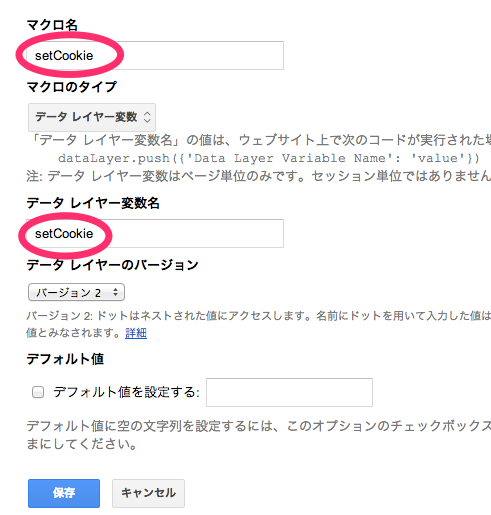 マクロ名
setCookie
マクロのタイプ
データ レイヤー変数
「データ レイヤー変数名」の値は、ウェブサイト上で次のコードが実行された場
dataLayer.push({'Data Layer Variable Name': 'value'})
注: データ レイヤー変数はページ単位のみです。セッション単位ではありません
データ レイヤー変数名
setCookie
データ レイヤーのバージョン
バージョン 2
バージョン 2: ドットはネストされた値にアクセスします。名前にドットを用いて入力した値は
値とみなされます。詳細
デフォルト値
デフォルト値を設定する:
デフォルト値に空の文字列を設定するには、このオプションのチェックボックス
まにしてください。
保存 キャンセル